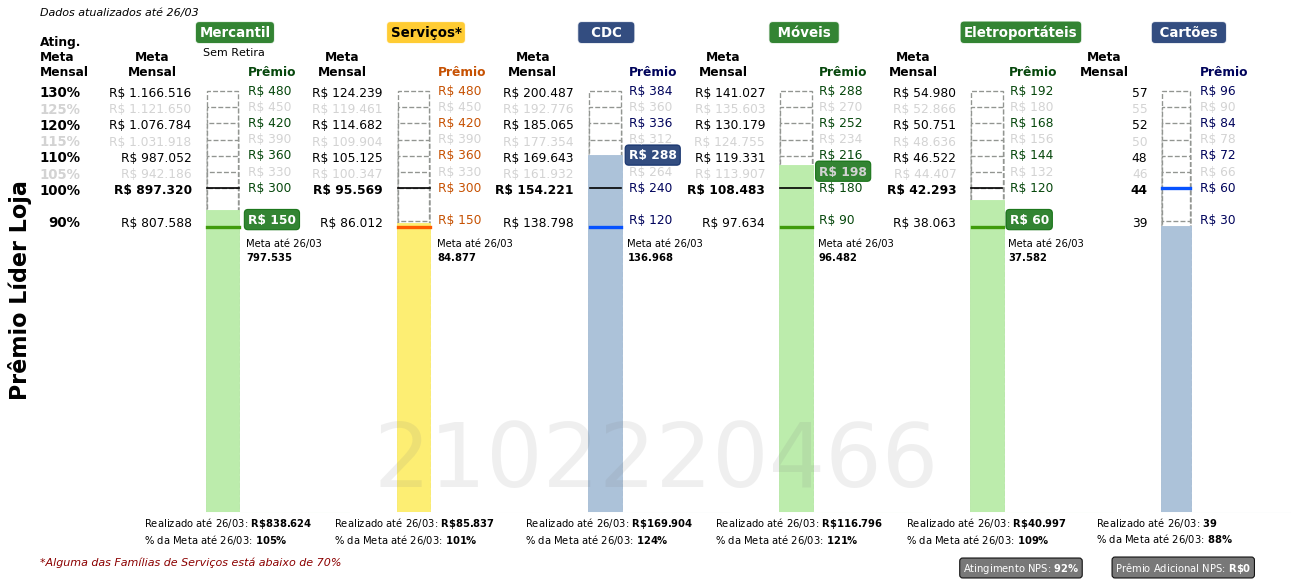 Dados atualizados até 26/03
Mercantil Serviços* CDC Móveis Eletroportáteis Cartões
Sem Retira
Ating. Meta Mensal Meta Mensal Prêmio Meta Mensal Prêmio Meta Mensal Prêmio Meta Mensal Prêmio Meta Mensal Prêmio Meta Mensal Prêmio
130% R$ 1.166.516 R$ 480 R$ 124.239 R$ 480 R$ 200.487 R$ 384 R$ 141.027 R$ 288 R$ 54.980 R$ 192 57 R$ 96
125% R$ 1.121.650 R$ 450 R$ 119.461 R$ 450 R$ 192.776 R$ 360 R$ 135.603 R$ 270 R$ 52.866 R$ 180 55 R$ 90
120% R$ 1.076.784 R$ 420 R$ 114.682 R$ 420 R$ 185.065 R$ 336 R$ 130.179 R$ 252 R$ 50.751 R$ 168 52 R$ 84
115% R$ 1.031.918 R$ 390 R$ 109.904 R$ 390 R$ 177.354 R$ 312 R$ 124.755 R$ 234 R$ 48.636 R$ 156 50 R$ 78
110% R$ 987.052 R$ 360 R$ 105.125 R$ 360 R$ 169.643 R$ 288 R$ 119.331 R$ 216 R$ 46.522 R$ 144 48 R$ 72
105% R$ 942.186 R$ 330 R$ 100.347 R$ 330 R$ 161.932 R$ 264 R$ 113.907 R$ 198 R$ 44.407 R$ 132 46 R$ 66
100% R$ 897.320 R$ 300 R$ 95.569 R$ 300 R$ 154.221 R$ 240 R$ 108.483 R$ 180 R$ 42.293 R$ 120 44 R$ 60
90% R$ 807.588 R$ 150 R$ 86.012 R$ 150 R$ 138.798 R$ 120 R$ 97.634 R$ 90 R$ 38.063 R$ 60 39 R$ 30
Meta até 26/03 Meta até 26/03 Meta até 26/03 Meta até 26/03 Meta até 26/03
797.535 84.877 136.968 96.482 37.582
Prêmio Líder Loja
2102220466
Realizado até 26/03: R$838.624 Realizado até 26/03: R$85.837 Realizado até 26/03: R$169.904 Realizado até 26/03: R$116.796 Realizado até 26/03: R$40.997 Realizado até 26/03: 39
% da Meta até 26/03: 105% % da Meta até 26/03: 101% % da Meta até 26/03: 124% % da Meta até 26/03: 121% % da Meta até 26/03: 109% % da Meta até 26/03: 88%
*Alguma das Famílias de Serviços está abaixo de 70% Atingimento NPS: 92% Prêmio Adicional NPS: R$0